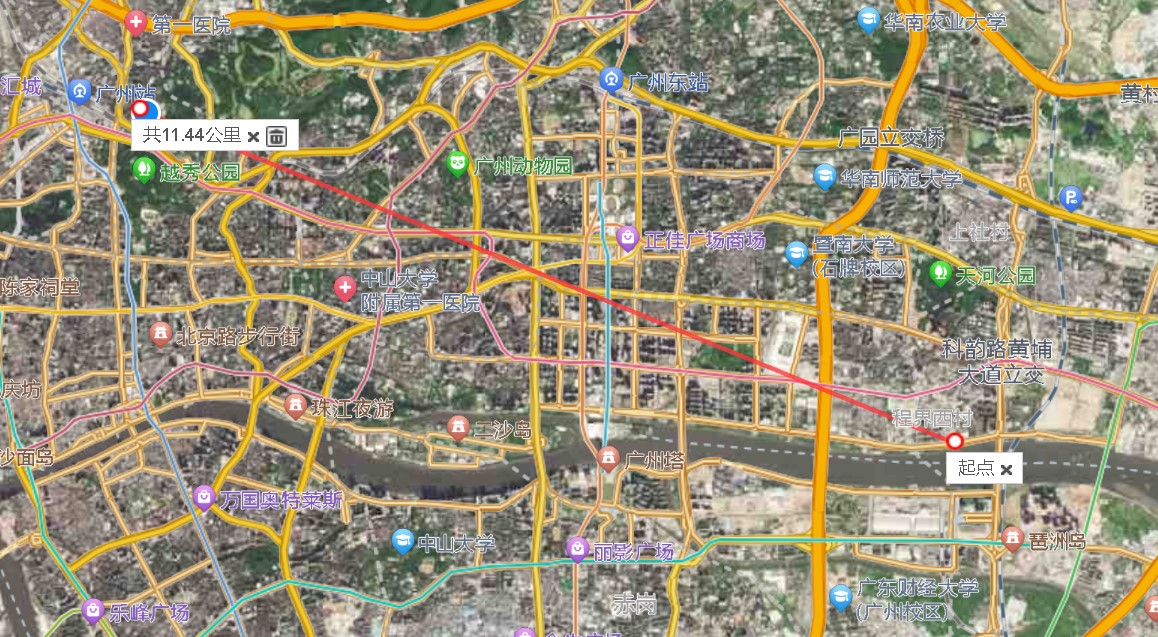 第一医院
华南农业大学
汇城
广州站
广州东站
黄村
共11.44公里
广园立交桥
越秀公园
广州动物园
华南师范大学
上社村
正佳广场商场
暨南大学
(石牌校区)
天河公园
陈家祠堂
中山大学
附属第一医院
北京路步行街
科韵路黄埔
大道立交
庆坊
珠江夜游
二沙岛
程界西村
沙面岛
广州塔
起点
万国奥特莱斯
中山大学
丽影广场
琶洲岛
6
广东财经大学
(广州校区)
赤岗
乐峰广场